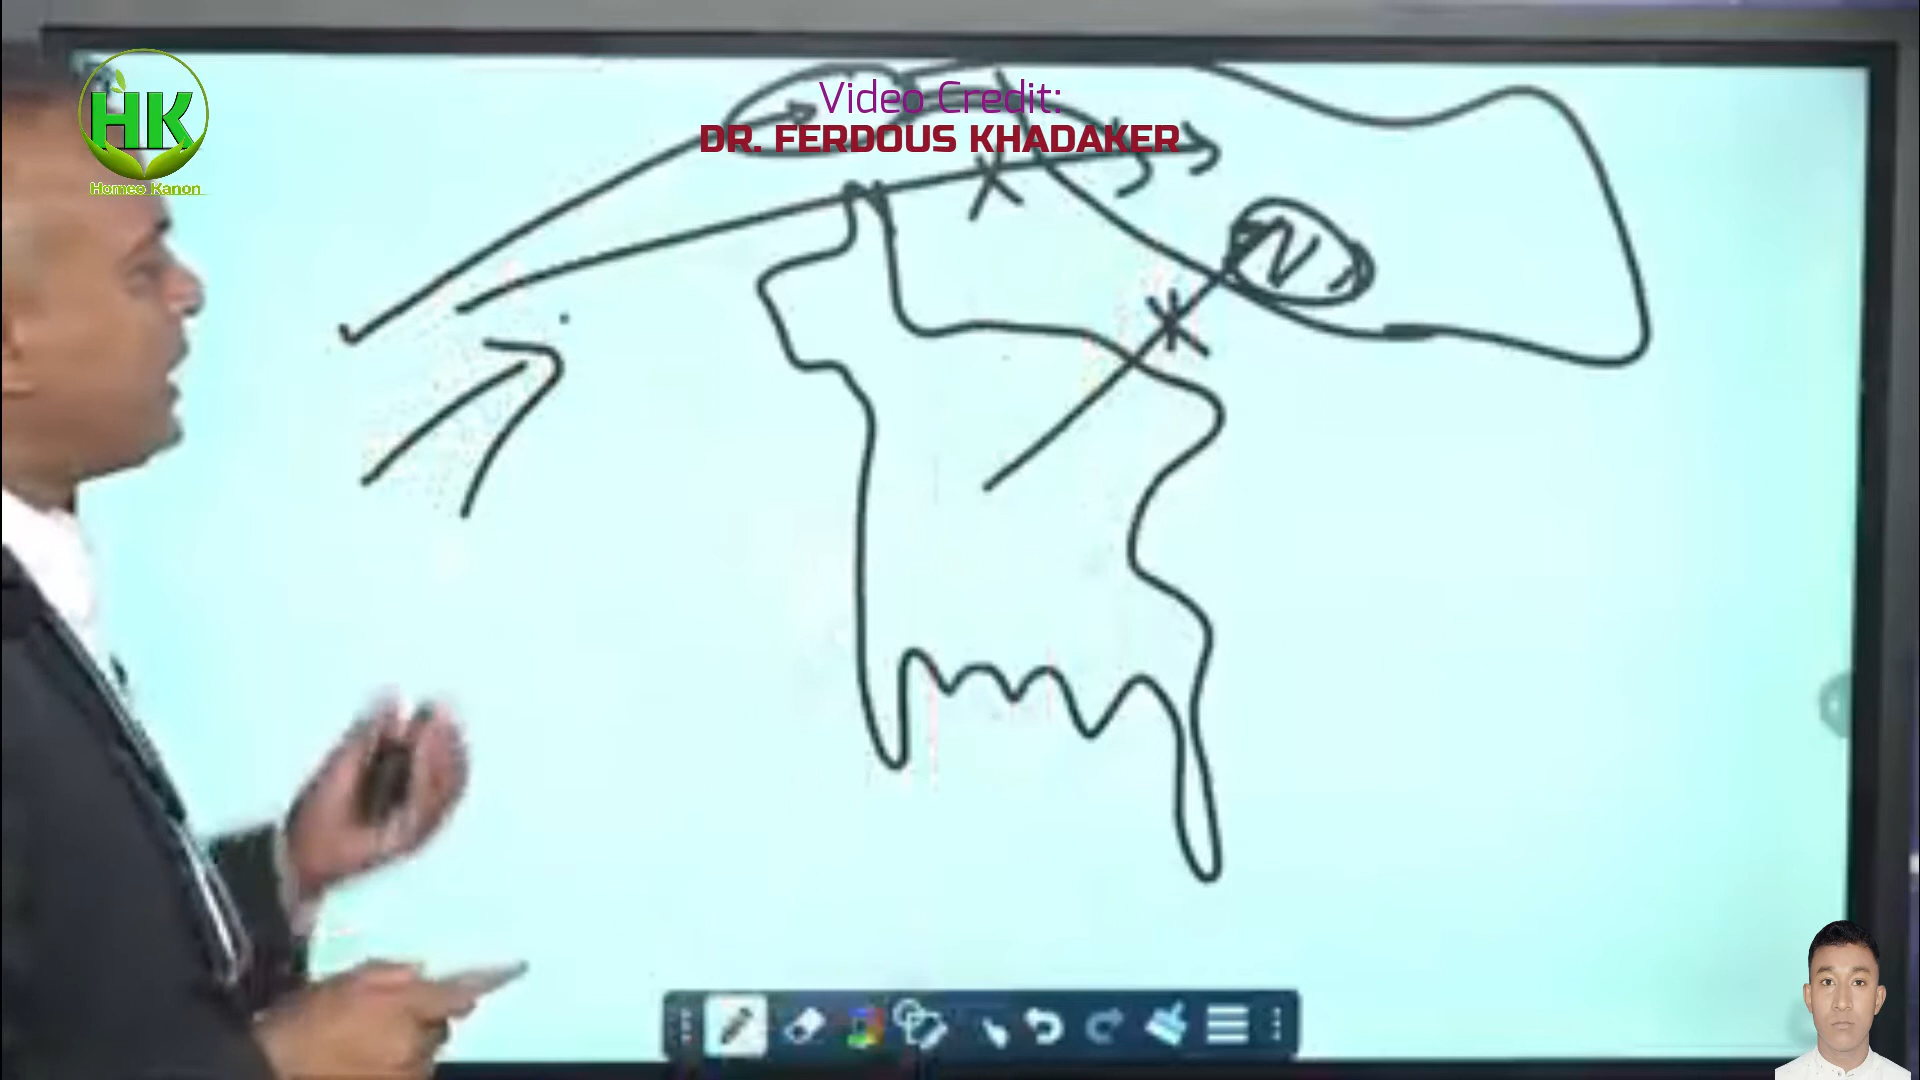 HK
Homeo Kanon
Video Credit:
DR. FERDOUS KHADAKER
N